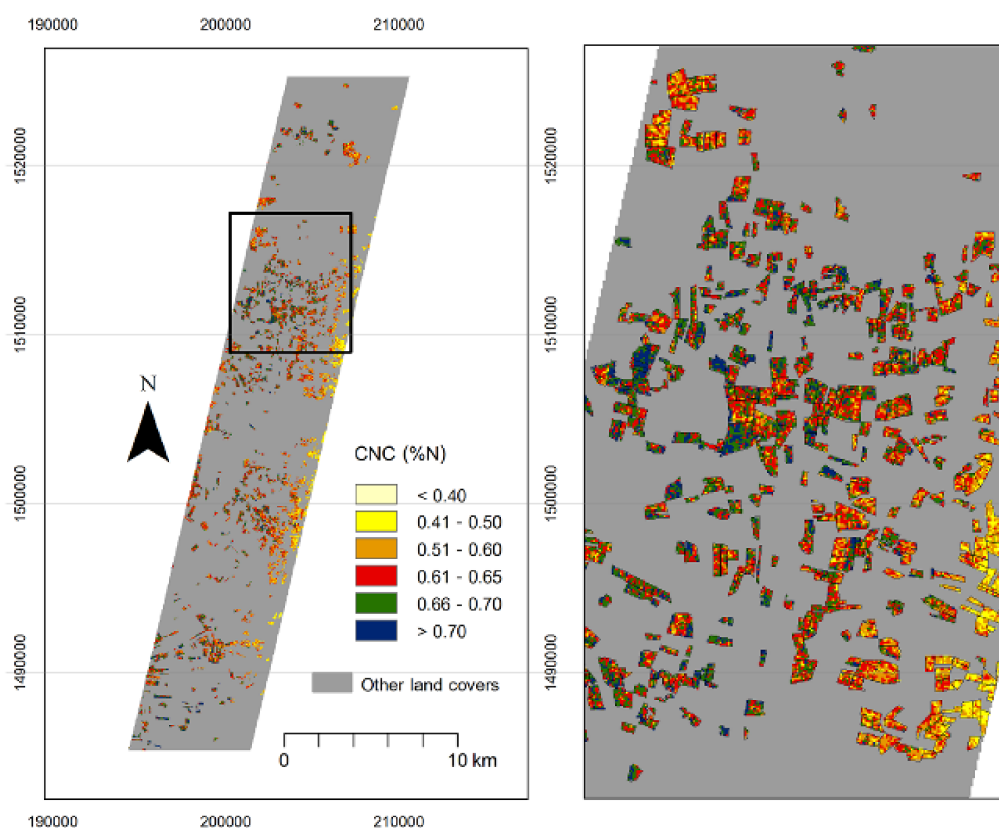 190000 200000 210000
1520000 1520000
1510000 1510000
N
CNC (%N)
1500000 1500000
< 0.40
0.41 - 0.50
0.51 - 0.60
0.61 - 0.65
0.66 - 0.70
> 0.70
1490000 1490000
Other land covers
0 10 km
190000 200000 210000